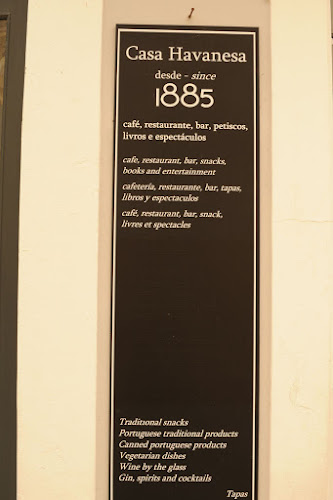 Casa Havanesa
desde - since
1885
café, restaurante, bar, petiscos,
livros e espectáculos
cafe, restaurant, bar, snacks,
books and entertainment
cafetería, restaurante, bar, tapas,
libros y espectaculos
café, restaurant, bar, snack,
livres et spectacles
Traditional snacks
Portuguese traditional products
Canned portuguese products
Vegetarian dishes
Wine by the glass
Gin, spirits and cocktails
Tapas